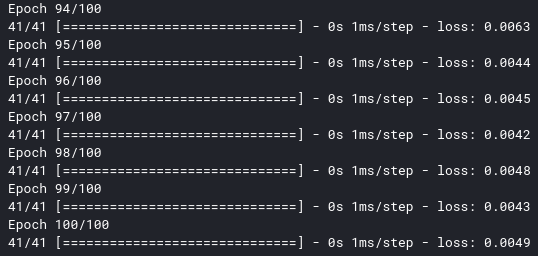 Epoch 94/100
41/41 [==============================] - 0s 1ms/step - loss: 0.0063
Epoch 95/100
41/41 [==============================] - 0s 1ms/step - loss: 0.0044
Epoch 96/100
41/41 [==============================] - 0s 1ms/step - loss: 0.0045
Epoch 97/100
41/41 [==============================] - 0s 1ms/step - loss: 0.0042
Epoch 98/100
41/41 [==============================] - 0s 1ms/step - loss: 0.0048
Epoch 99/100
41/41 [==============================] - 0s 1ms/step - loss: 0.0043
Epoch 100/100
41/41 [==============================] - 0s 1ms/step - loss: 0.0049